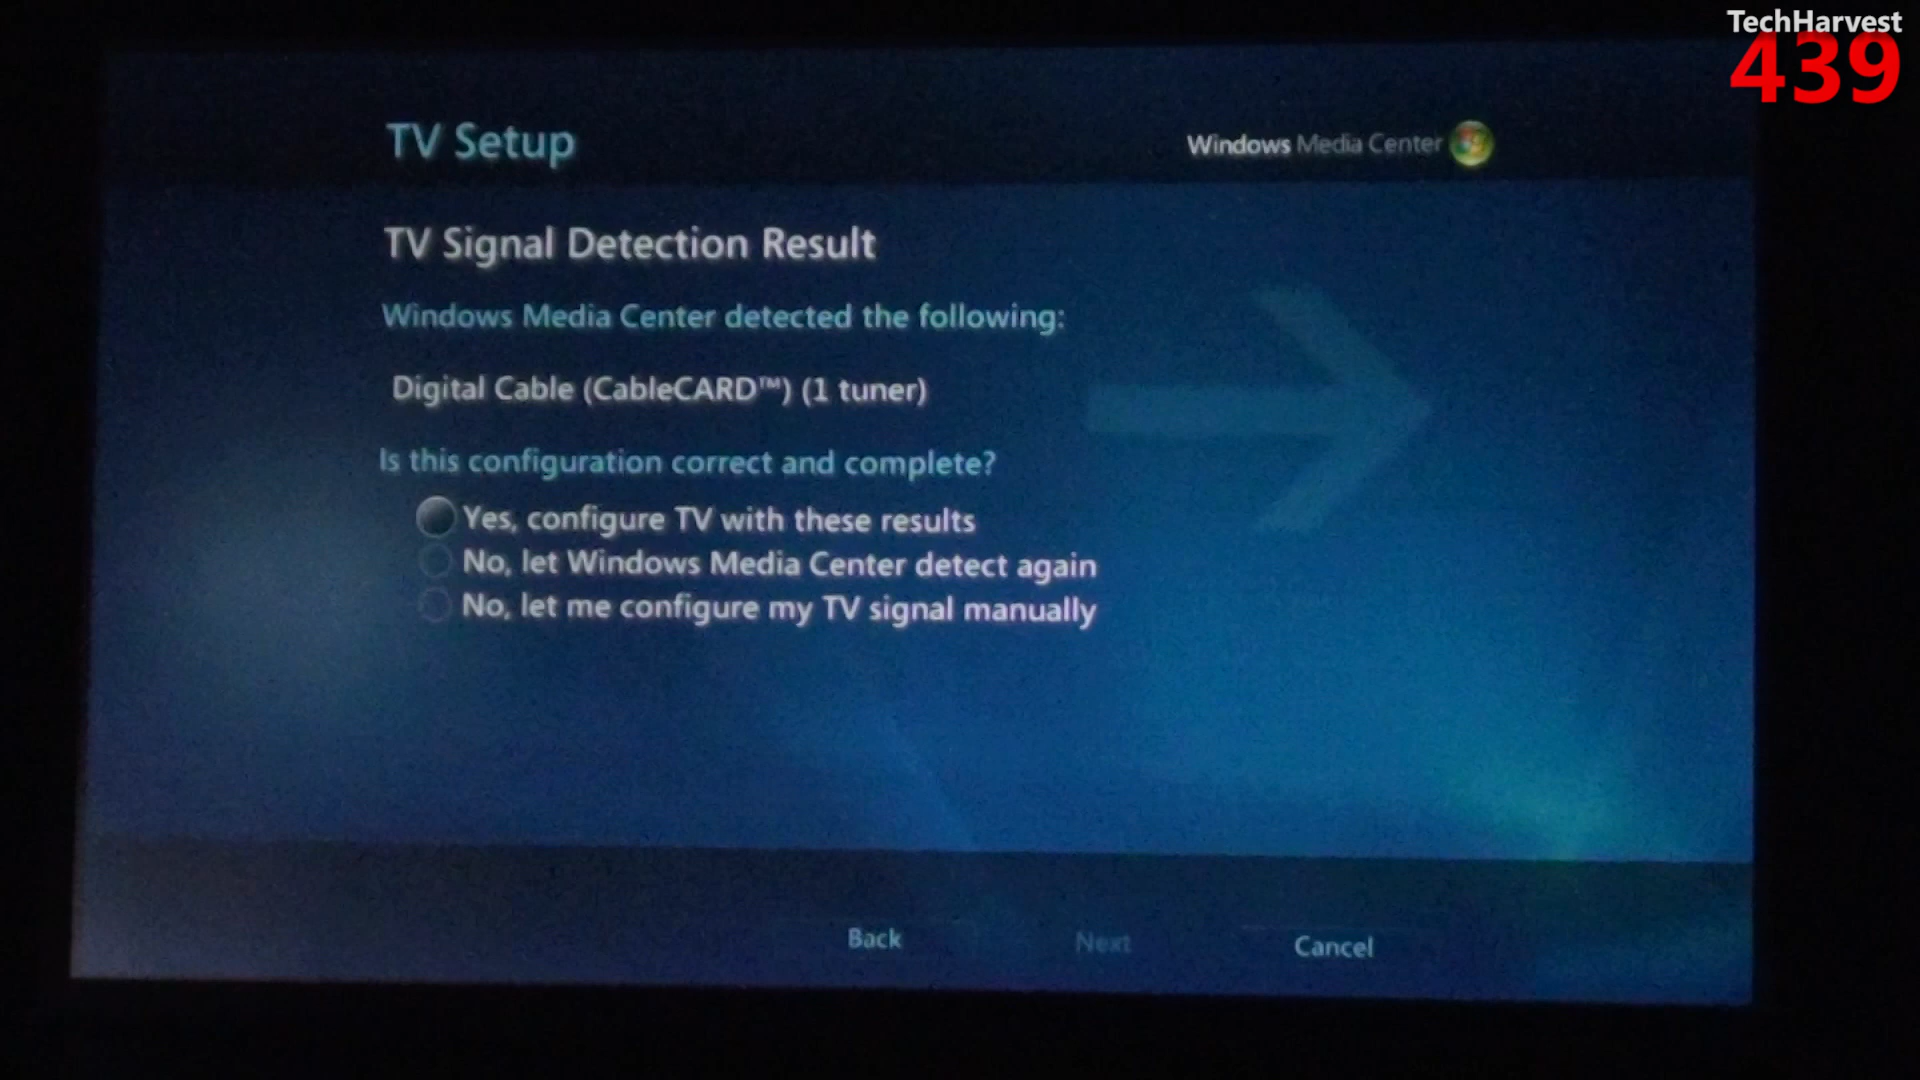 TechHarvest
439
TV Setup
Windows Media Center
TV Signal Detection Result
Windows Media Center detected the following:
Digital Cable (CableCARD™) (1 tuner)
Is this configuration correct and complete?
Yes, configure TV with these results
No, let Windows Media Center detect again
No, let me configure my TV signal manually
Back Next Cancel